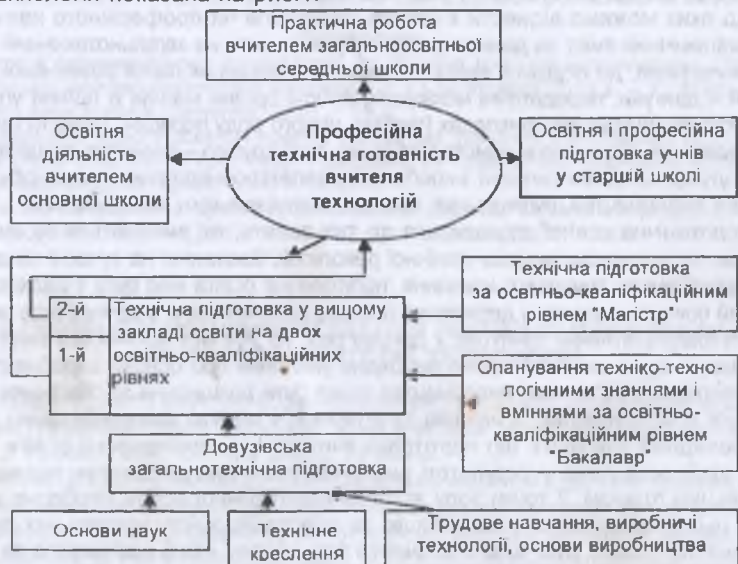 Практична робота
вчителем загальноосвітньої
середньої школи
Освітня
діяльність
вчителем
основної школи
Професійна
технічна готовність
вчителя
технологій
Освітня і професійна
підготовка учнів
у старшій школі
2-й
1-й
Технічна підготовка у вищому
закладі освіти на двох
освітньо-кваліфікаційних
рівнях
Технічна підготовка
за освітньо-кваліфікаційним
рівнем "Магістр"
Опанування техніко-техно-
логічними знаннями і
вміннями за освітньо-
кваліфікаційним рівнем
"Бакалавр"
Довузівська
загальнотехнічна підготовка
Основи наук
Технічне
креслення
Трудове навчання, виробничі
технології, основи виробництва